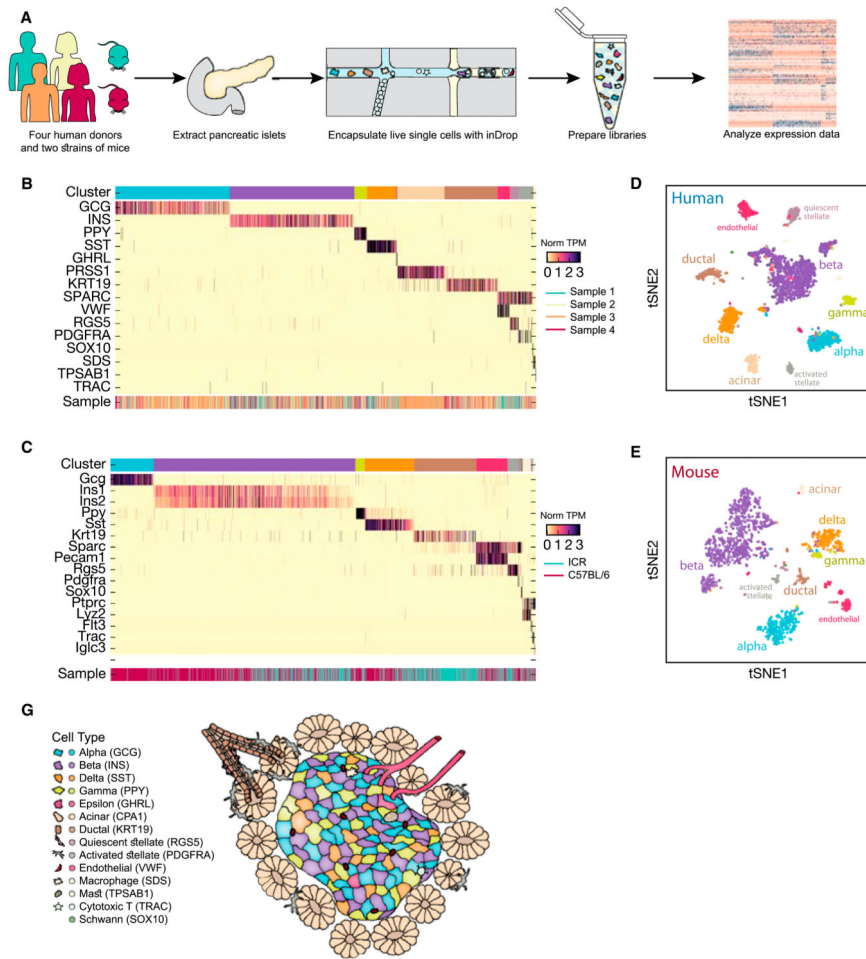 A
Four human donors
and two strains of mice
Extract pancreatic islets
Encapsulate live single cells with inDrop
Prepare libraries
Analyze expression data
B
Cluster
GCG
INS
PPY
SST
GHRL
PRSS1
KRT19
SPARC
VWF
RGS5
PDGFRA
SOX10
SDS
TPSAB1
TRAC
Sample
Norm TPM
0 1 2 3
Sample 1
Sample 2
Sample 3
Sample 4
D
Human
quiescent
stellate
endothelial
ductal
beta
gamma
delta
alpha
acinar
activated
stellate
tSNE2
tSNE1
C
Cluster
Gcg
Ins1
Ins2
Ppy
Sst
Krt19
Sparc
Pecam1
Rgs5
Pdgfra
Sox10
Ptprc
Lyz2
Flt3
Trac
Iglc3
Sample
Norm TPM
0 1 2 3
ICR
C57BL/6
E
Mouse
acinar
delta
gamma
beta
activated
stellate
ductal
endothelial
alpha
tSNE2
tSNE1
G
Cell Type
Alpha (GCG)
Beta (INS)
Delta (SST)
Gamma (PPY)
Epsilon (GHRL)
Acinar (CPA1)
Ductal (KRT19)
Quiescent stellate (RGS5)
Activated stellate (PDGFRA)
Endothelial (VWF)
Macrophage (SDS)
Mast (TPSAB1)
Cytotoxic T (TRAC)
Schwann (SOX10)